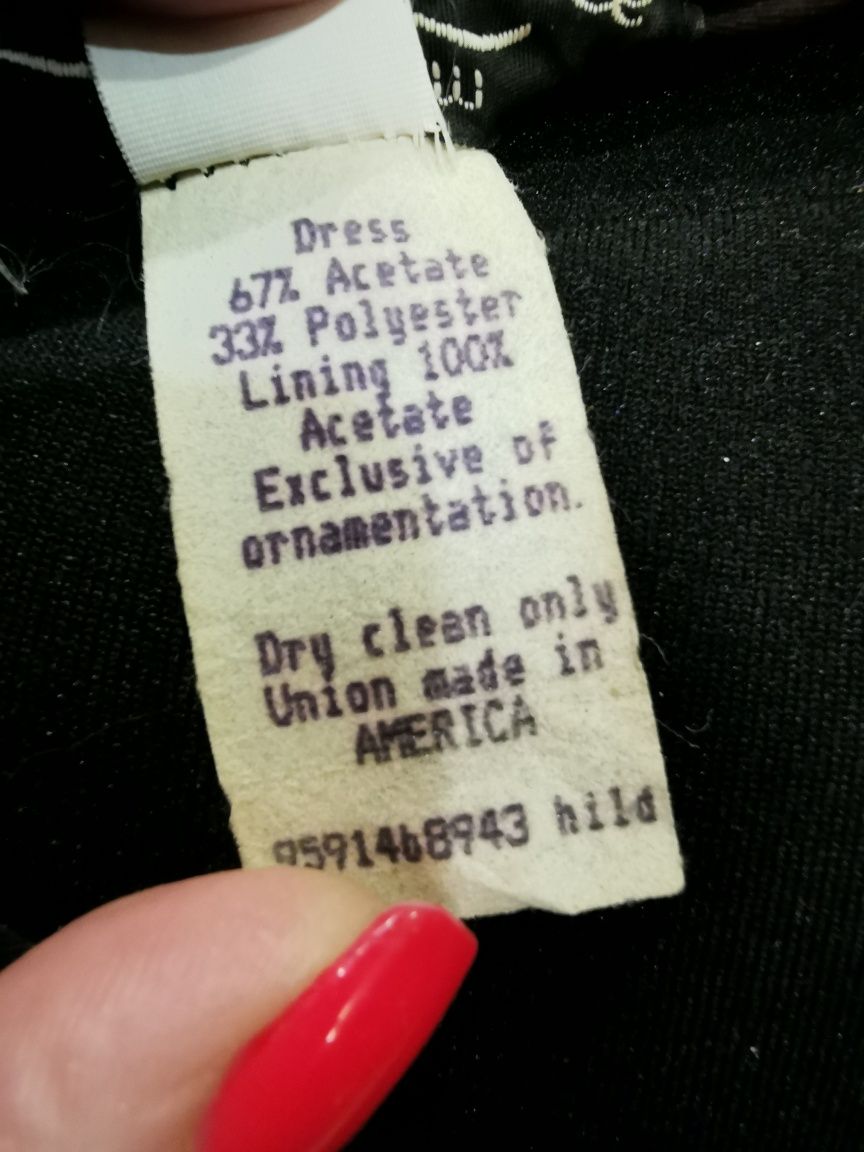 Dress
67% Acetate
33% Polyester
Lining 100%
Acetate
Exclusive of
ornamentation.
Dry clean only
Union made in
AMERICA
9591468943 hild